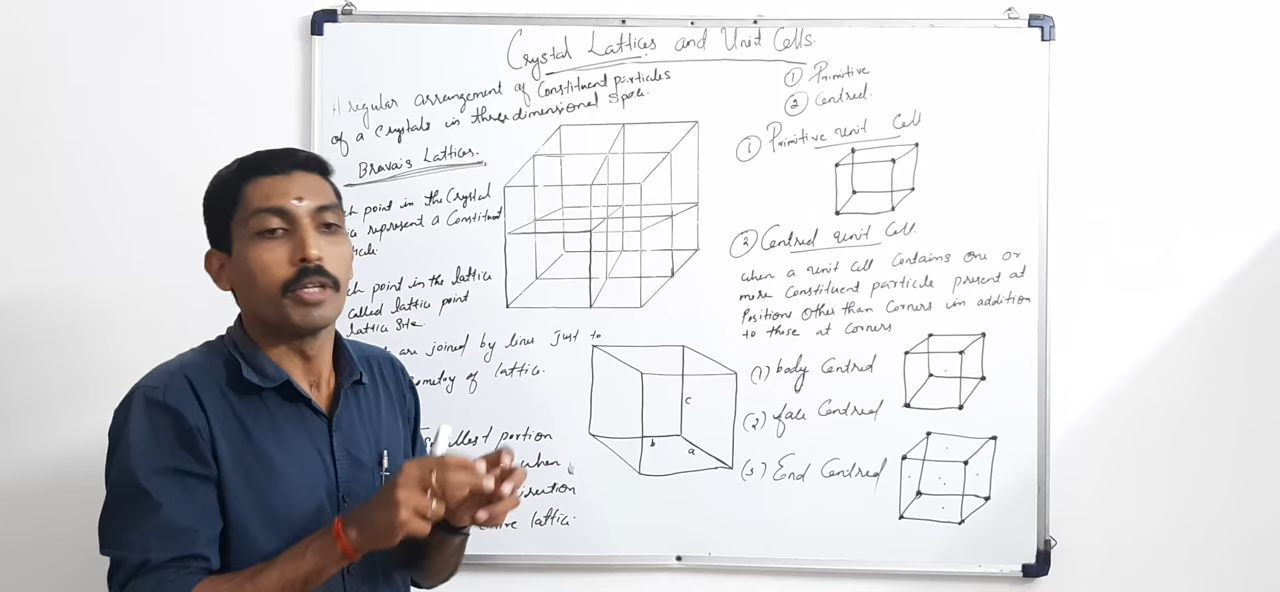 Crystal Lattices and Unit Cells.
A regular arrangement of Constituent particles
of a Crystals in three dimensional Space.
Bravais Lattices.
point in the Crystal
represent a Constituent
point in the lattice
called lattice point
lattice Site.
are joined by lines just to
of lattice.
smallest portion
when
lattice.
c
b
a
① Primitive
② Centred.
① Primitive unit Cell
② Centred unit Cell.
when a unit cell Contains One or
more Constituent particle present at
Positions Other than Corners in addition
to those at Corners
(1) body Centred
(2) face Centred
(3) End Centred